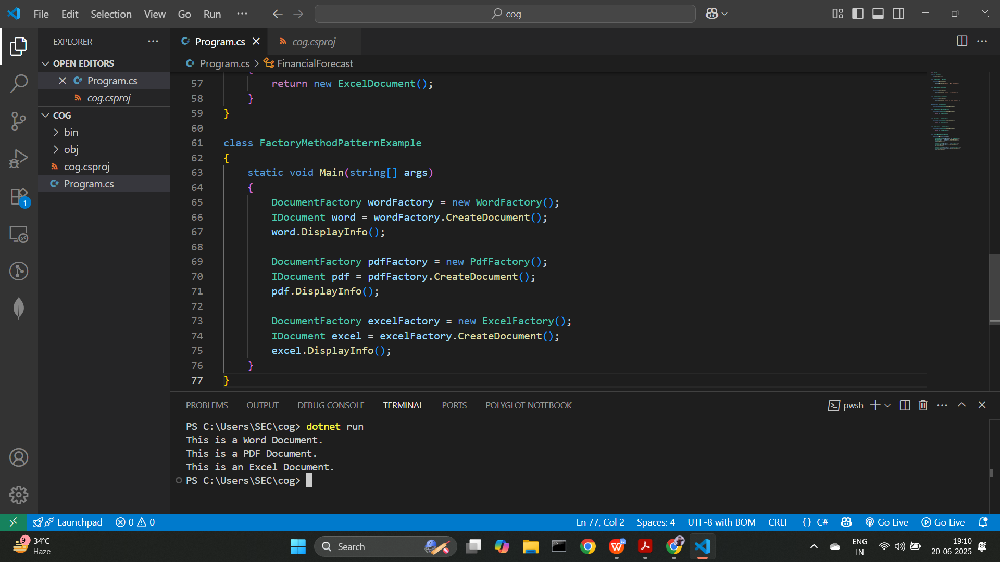 File Edit Selection View Go Run ... cog
EXPLORER ...
OPEN EDITORS
Program.cs
cog.csproj
COG
bin
obj
cog.csproj
Program.cs
1
Program.cs cog.csproj
Program.cs > FinancialForecast
57 return new ExcelDocument();
58 }
59 }
60
61 class FactoryMethodPatternExample
62 {
63 static void Main(string[] args)
64 {
65 DocumentFactory wordFactory = new WordFactory();
66 IDocument word = wordFactory.CreateDocument();
67 word.DisplayInfo();
68
69 DocumentFactory pdfFactory = new PdfFactory();
70 IDocument pdf = pdfFactory.CreateDocument();
71 pdf.DisplayInfo();
72
73 DocumentFactory excelFactory = new ExcelFactory();
74 IDocument excel = excelFactory.CreateDocument();
75 excel.DisplayInfo();
76 }
77 }
PROBLEMS OUTPUT DEBUG CONSOLE TERMINAL PORTS POLYGLOT NOTEBOOK pwsh
PS C:\Users\SEC\cog> dotnet run
This is a Word Document.
This is a PDF Document.
This is an Excel Document.
PS C:\Users\SEC\cog>
Launchpad 0 0 Ln 77, Col 2 Spaces: 4 UTF-8 with BOM CRLF {} C# Go Live Go Live
9+ 34°C
Haze
Search
ENG
IN
19:10
20-06-2025